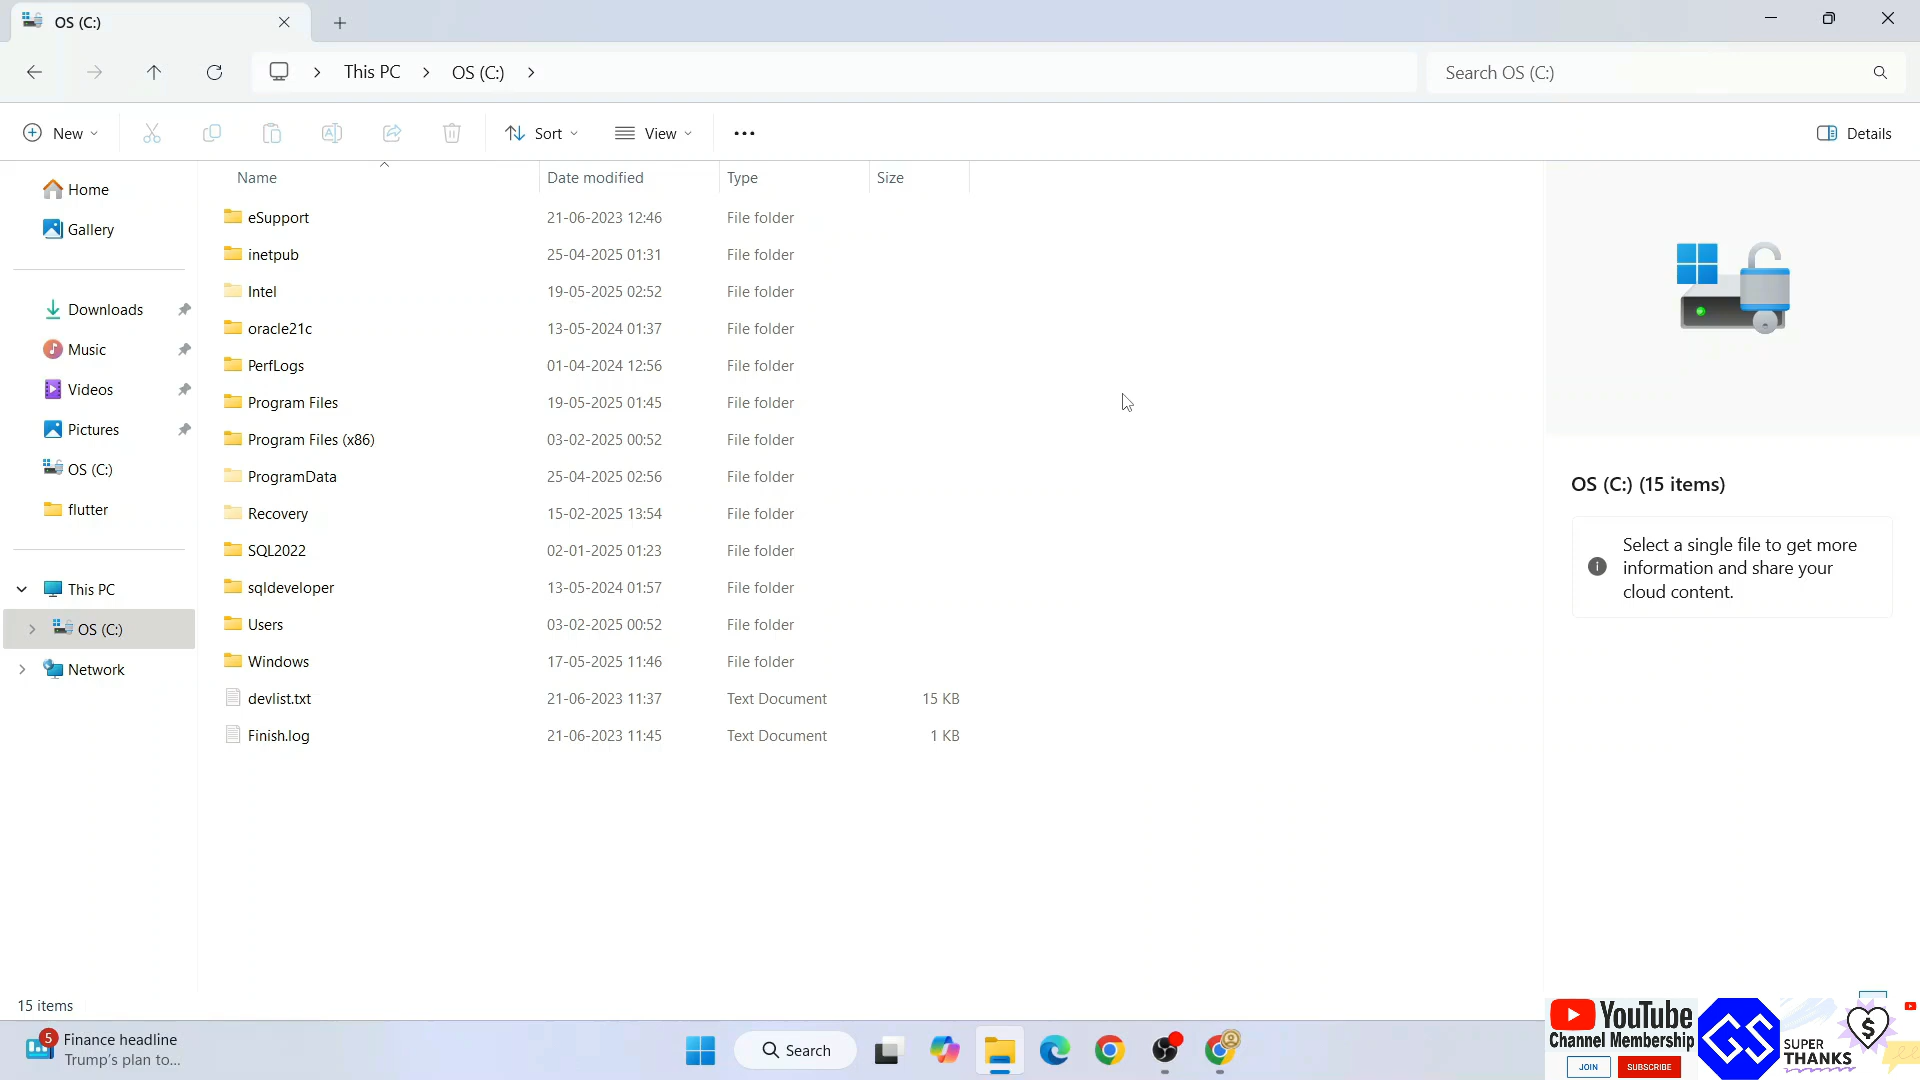 OS (C:)
This PC
OS (C:)
Search OS (C:)
New
Sort
View
Details
Name
Date modified
Type
Size
Home
Gallery
Downloads
Music
Videos
Pictures
OS (C:)
flutter
This PC
OS (C:)
Network
eSupport 21-06-2023 12:46 File folder
inetpub 25-04-2025 01:31 File folder
Intel 19-05-2025 02:52 File folder
oracle21c 13-05-2024 01:37 File folder
PerfLogs 01-04-2024 12:56 File folder
Program Files 19-05-2025 01:45 File folder
Program Files (x86) 03-02-2025 00:52 File folder
ProgramData 25-04-2025 02:56 File folder
Recovery 15-02-2025 13:54 File folder
SQL2022 02-01-2025 01:23 File folder
sqldeveloper 13-05-2024 01:57 File folder
Users 03-02-2025 00:52 File folder
Windows 17-05-2025 11:46 File folder
devlist.txt 21-06-2023 11:37 Text Document 15 KB
Finish.log 21-06-2023 11:45 Text Document 1 KB
OS (C:) (15 items)
Select a single file to get more
information and share your
cloud content.
15 items
5
Finance headline
Trump's plan to...
Search
YouTube
Channel Membership
JOIN
SUBSCRIBE
GS
SUPER
THANKS
$